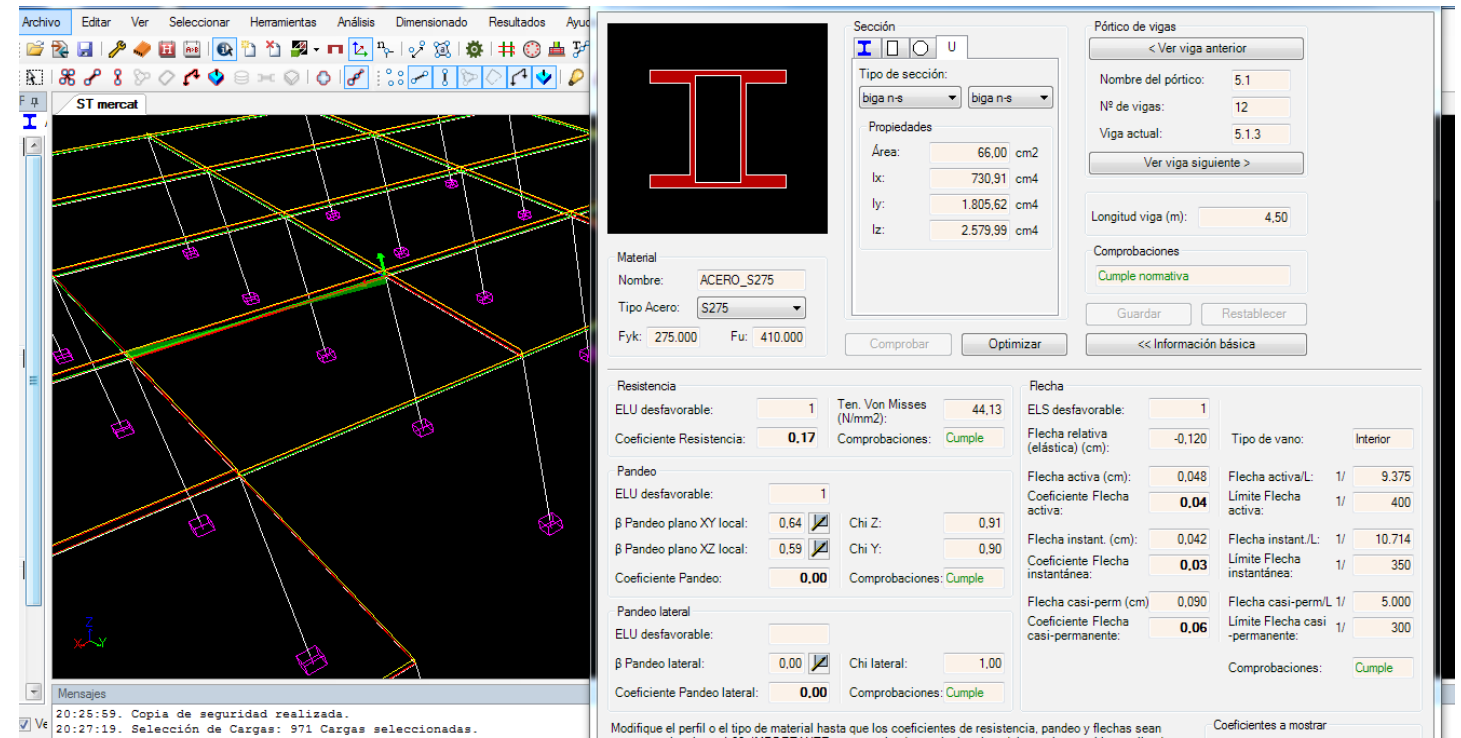 Archivo Editar Ver Seleccionar Herramientas Análisis Dimensionado Resultados Ayuc
ST mercat
Z
X Y
Mensajes
20:25:59. Copia de seguridad realizada.
20:27:19. Selección de Cargas: 971 Cargas seleccionadas.
Material
Nombre: ACERO_S275
Tipo Acero: S275
Fyk: 275.000 Fu: 410.000
Sección
U
Tipo de sección:
biga n-s biga n-s
Propiedades
Área: 66,00 cm2
Ix: 730,91 cm4
Iy: 1.805,62 cm4
Iz: 2.579,99 cm4
Comprobar Optimizar
Pórtico de vigas
< Ver viga anterior
Nombre del pórtico: 5.1
Nº de vigas: 12
Viga actual: 5.1.3
Ver viga siguiente >
Longitud viga (m): 4,50
Comprobaciones
Cumple normativa
Guardar Restablecer
<< Información básica
Resistencia
ELU desfavorable: 1 Ten. Von Misses (N/mm2): 44,13
Coeficiente Resistencia: 0,17 Comprobaciones: Cumple
Pandeo
ELU desfavorable: 1
β Pandeo plano XY local: 0,64 Chi Z: 0,91
β Pandeo plano XZ local: 0,59 Chi Y: 0,90
Coeficiente Pandeo: 0,00 Comprobaciones: Cumple
Pandeo lateral
ELU desfavorable:
β Pandeo lateral: 0,00 Chi lateral: 1,00
Coeficiente Pandeo lateral: 0,00 Comprobaciones: Cumple
Flecha
ELS desfavorable: 1
Flecha relativa (elástica) (cm): -0,120 Tipo de vano: Interior
Flecha activa (cm): 0,048 Flecha activa/L: 1/ 9.375
Coeficiente Flecha activa: 0,04 Límite Flecha activa: 1/ 400
Flecha instant. (cm): 0,042 Flecha instant./L: 1/ 10.714
Coeficiente Flecha instantánea: 0,03 Límite Flecha instantánea: 1/ 350
Flecha casi-perm (cm) 0,090 Flecha casi-perm/L 1/ 5.000
Coeficiente Flecha casi-permanente: 0,06 Límite Flecha casi -permanente: 1/ 300
Comprobaciones: Cumple
Modifique el perfil o el tipo de material hasta que los coeficientes de resistencia, pandeo y flechas sean
Coeficientes a mostrar